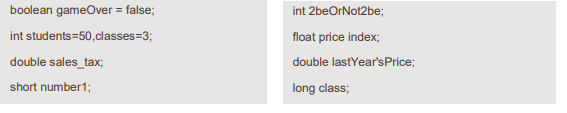 boolean gameOver = false;
int students=50,classes=3;
double sales_tax;
short number1;
int 2beOrNot2be;
float price index;
double lastYear'sPrice;
long class;